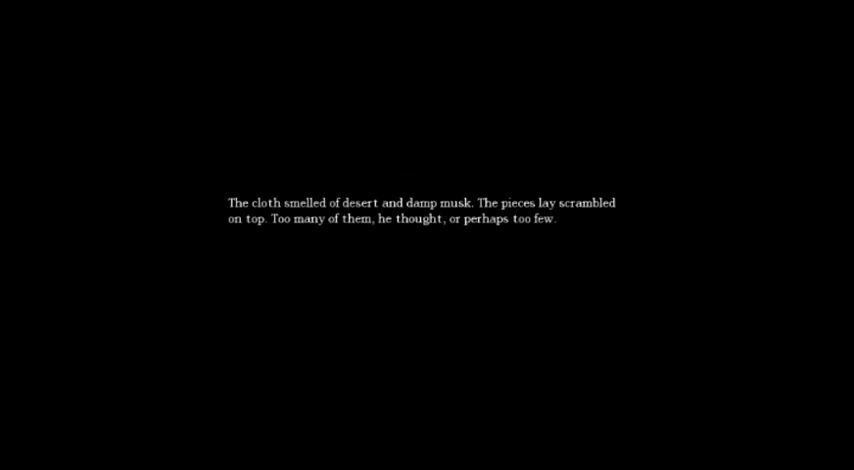 The cloth smelled of desert and damp musk. The pieces lay scrambled
on top. Too many of them, he thought, or perhaps too few.